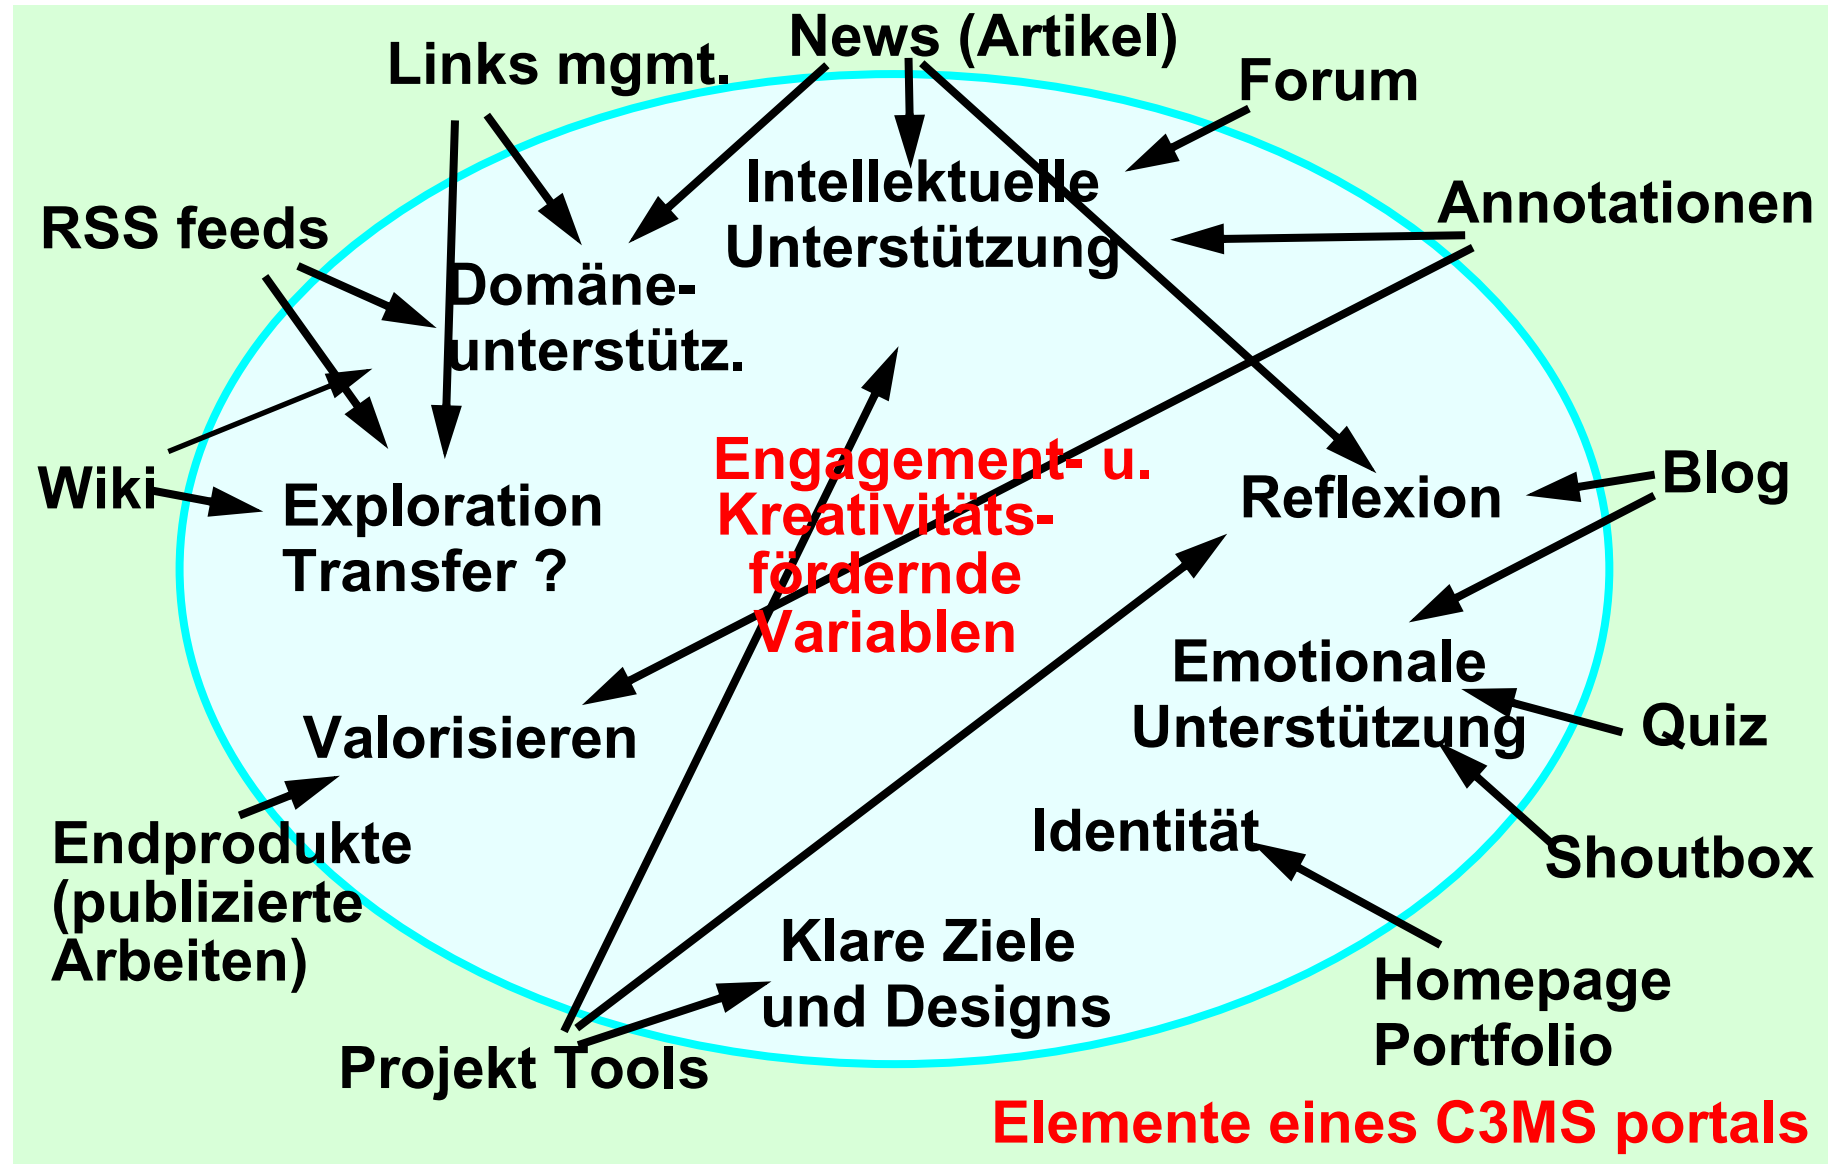 News (Artikel)
Links mgmt.
Forum
Annotationen
RSS feeds
Intellektuelle
Unterstützung
Domäne-
unterstütz.
Wiki
Exploration
Transfer ?
Engagement- u.
Kreativitäts-
fördernde
Variablen
Reflexion
Blog
Emotionale
Unterstützung
Quiz
Valorisieren
Identität
Shoutbox
Endprodukte
(publizierte
Arbeiten)
Klare Ziele
und Designs
Homepage
Portfolio
Projekt Tools
Elemente eines C3MS portals